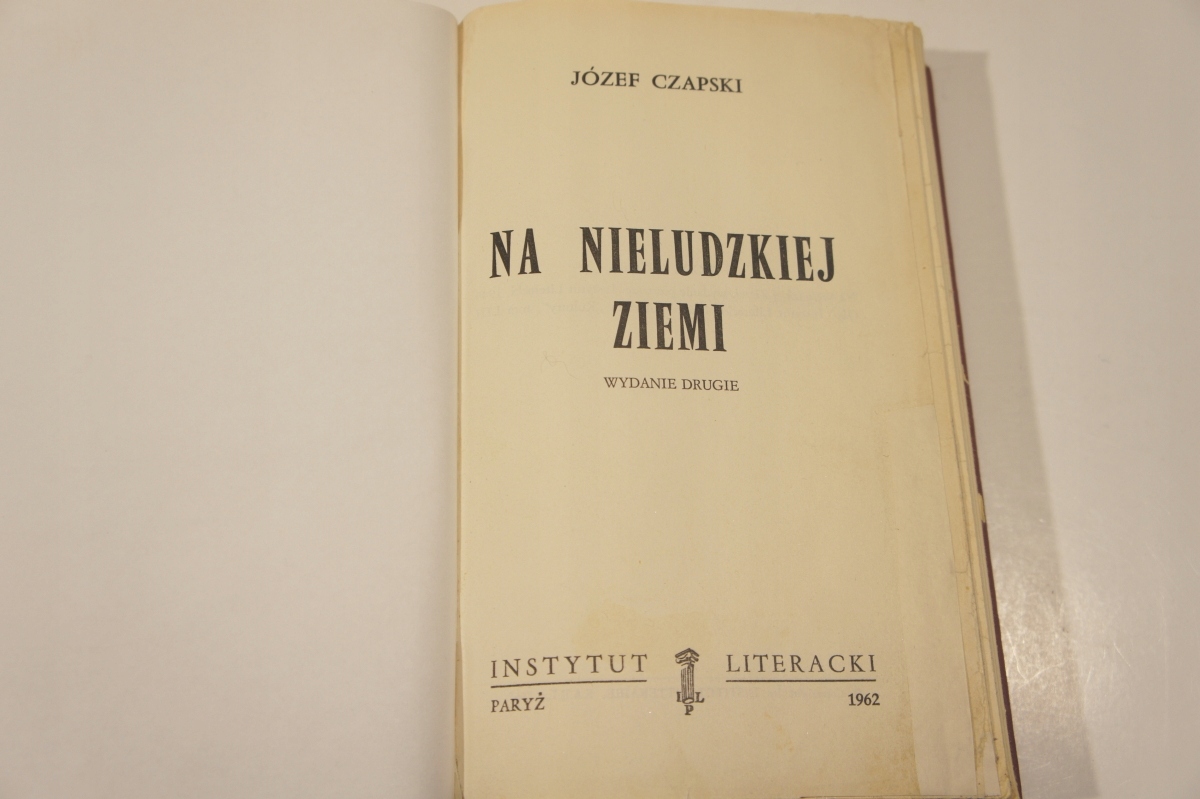 JÓZEF CZAPSKI
NA NIELUDZKIEJ
ZIEMI
WYDANIE DRUGIE
INSTYTUT LITERACKI
PARYŻ I L P 1962